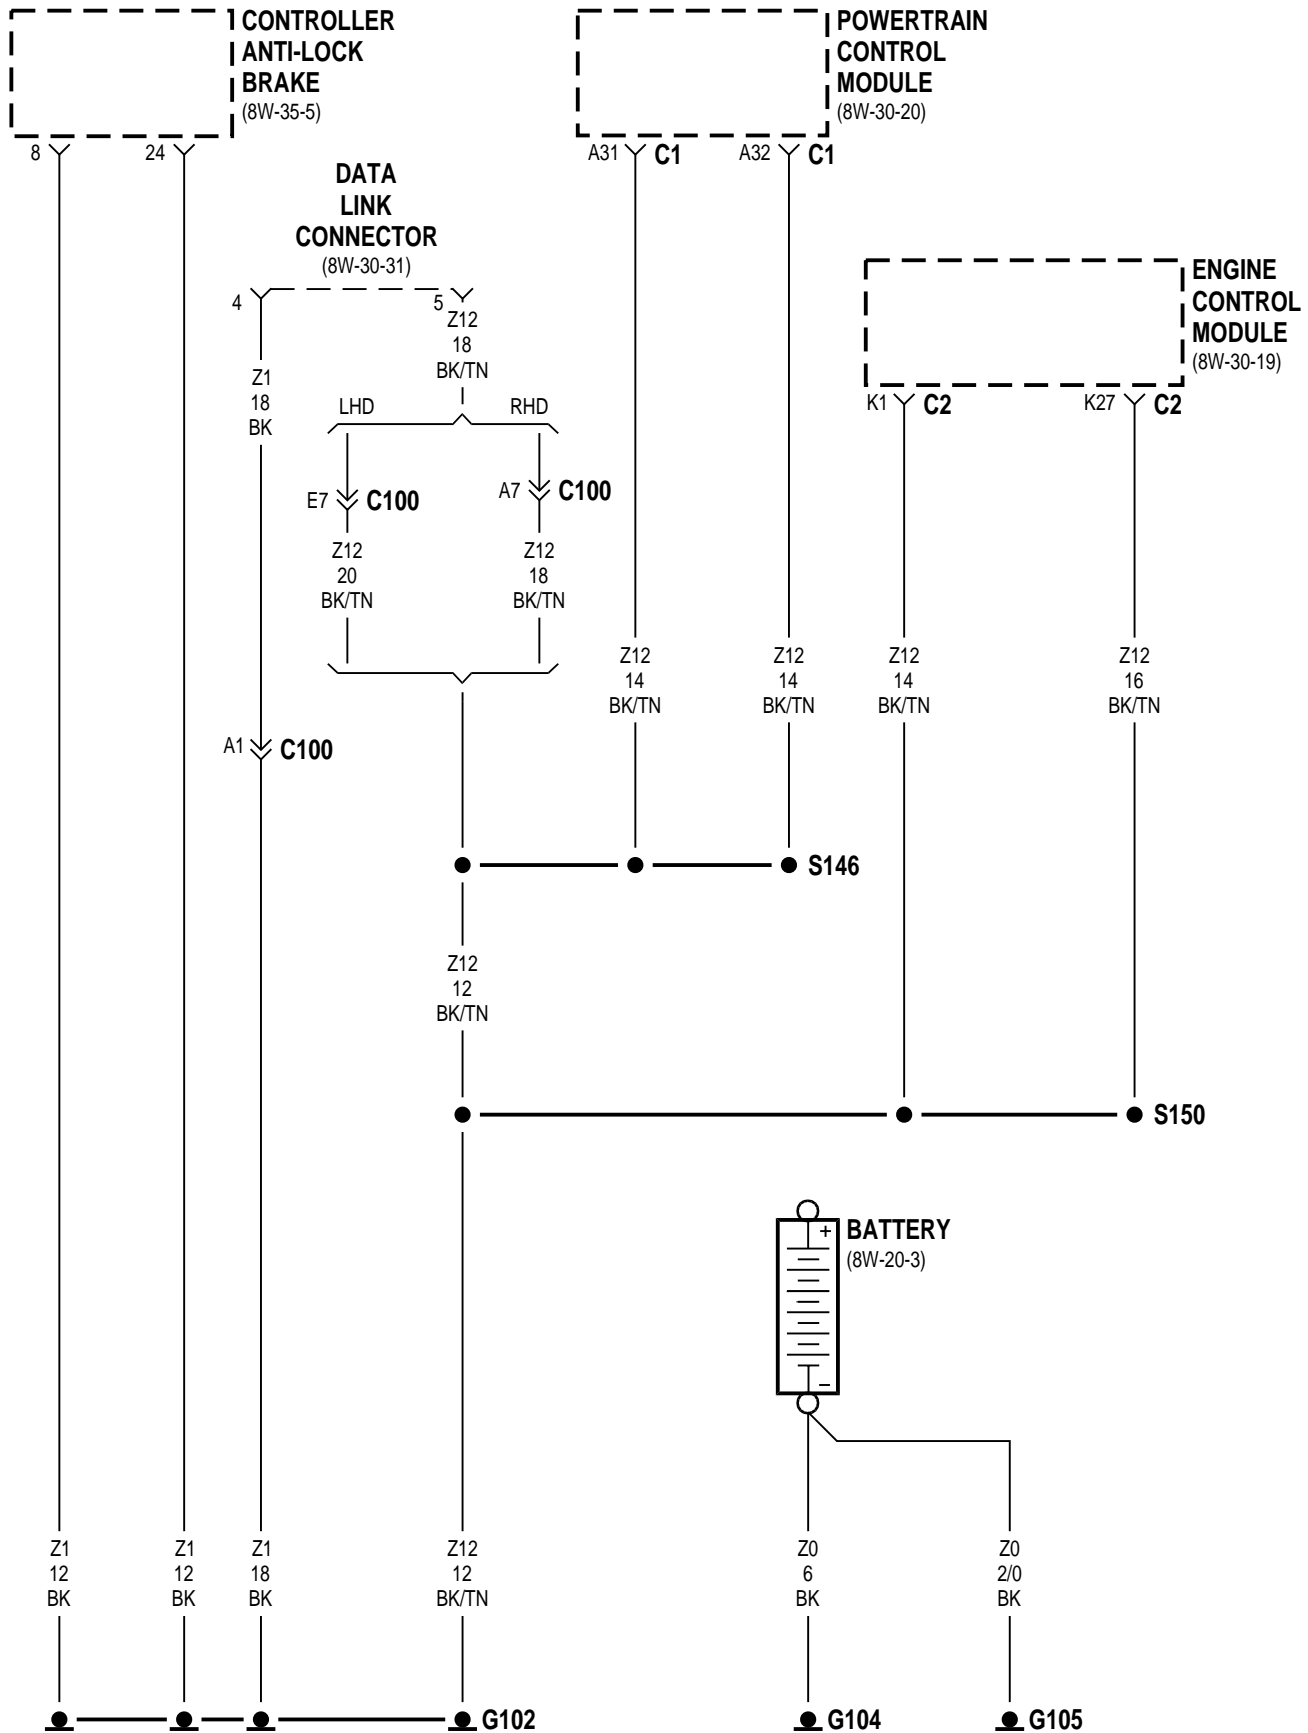 CONTROLLER
ANTI-LOCK
BRAKE
(8W-35-5)
POWERTRAIN
CONTROL
MODULE
(8W-30-20)
8
24
A31
C1
A32
C1
DATA
LINK
CONNECTOR
(8W-30-31)
4
5
ENGINE
CONTROL
MODULE
(8W-30-19)
K1
C2
K27
C2
Z12
18
BK/TN
Z1
18
BK
LHD
RHD
E7
C100
A7
C100
Z12
20
BK/TN
Z12
18
BK/TN
Z12
14
BK/TN
Z12
14
BK/TN
Z12
14
BK/TN
Z12
16
BK/TN
A1
C100
S146
Z12
12
BK/TN
S150
+
BATTERY
(8W-20-3)
–
Z1
12
BK
Z1
12
BK
Z1
18
BK
Z12
12
BK/TN
Z0
6
BK
Z0
2/0
BK
G102
G104
G105